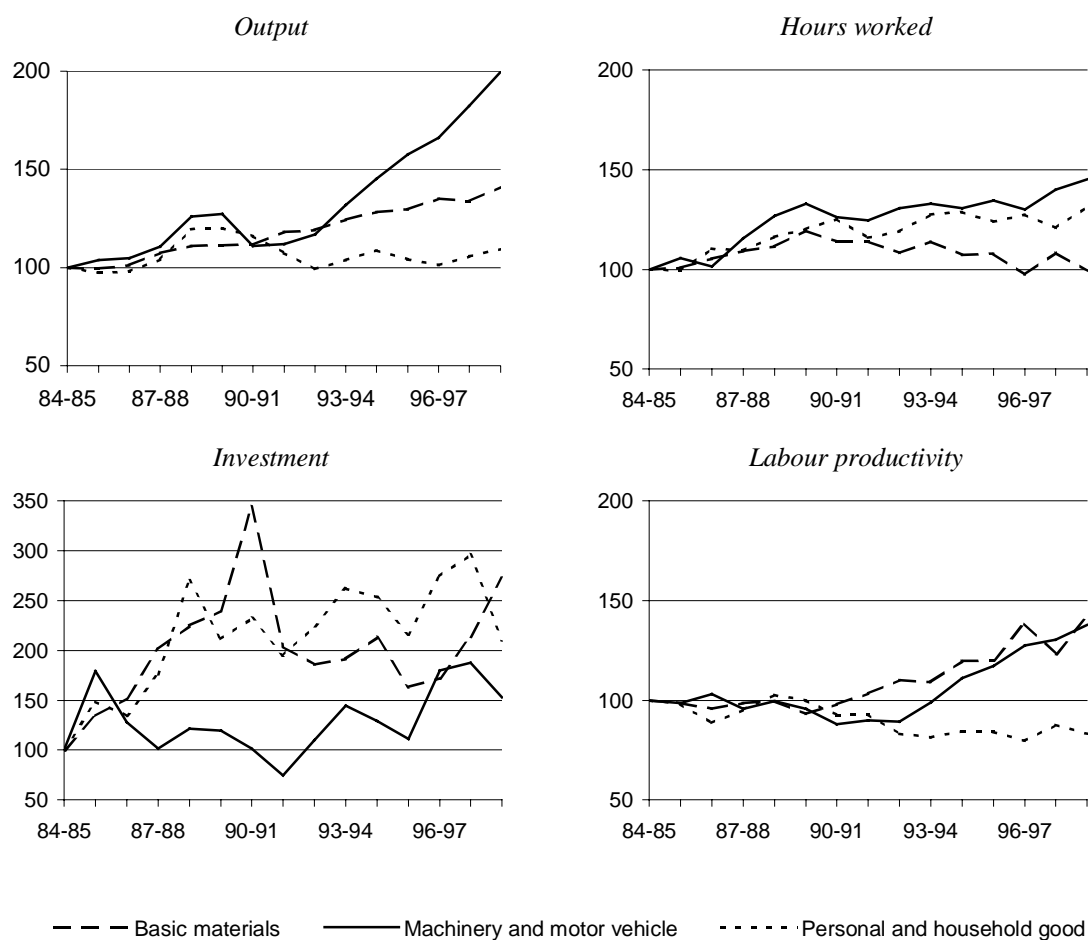 Output
200
150
100
50
84-85 87-88 90-91 93-94 96-97
Hours worked
200
150
100
50
84-85 87-88 90-91 93-94 96-97
Investment
350
300
250
200
150
100
50
84-85 87-88 90-91 93-94 96-97
Labour productivity
200
150
100
50
84-85 87-88 90-91 93-94 96-97
Basic materials Machinery and motor vehicle Personal and household good